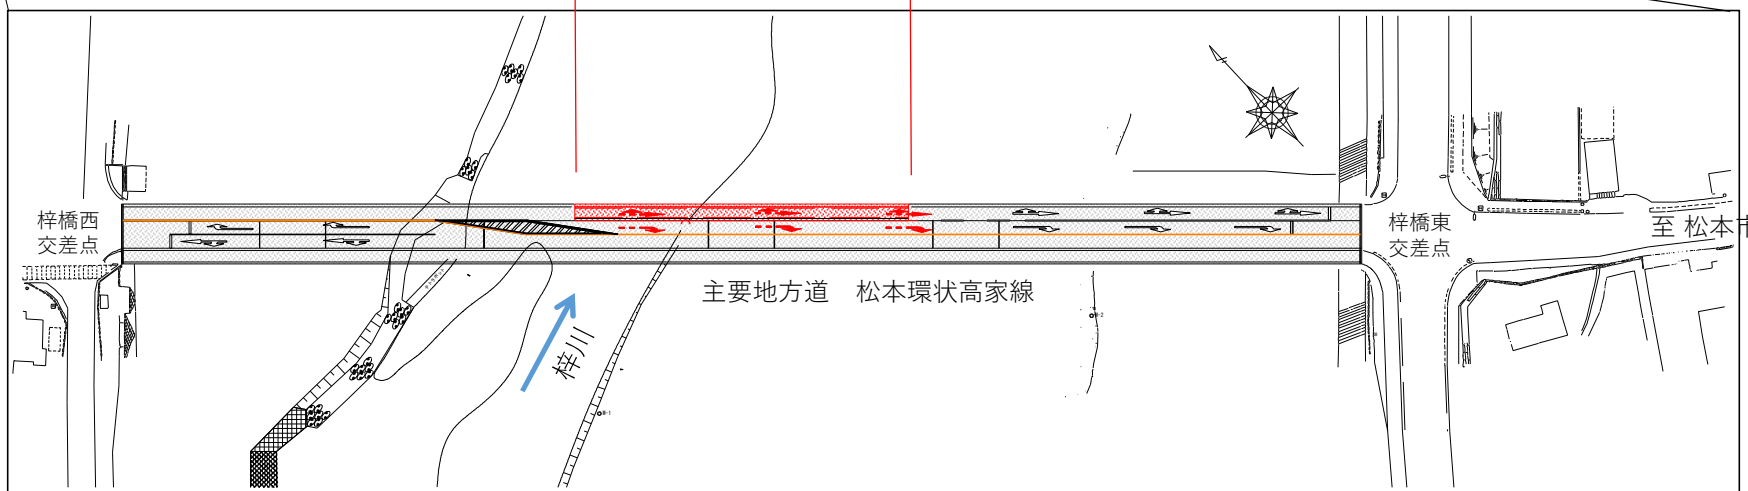 梓橋西
交差点
梓橋東
交差点
至 松本市
主要地方道　松本環状高家線
梓川